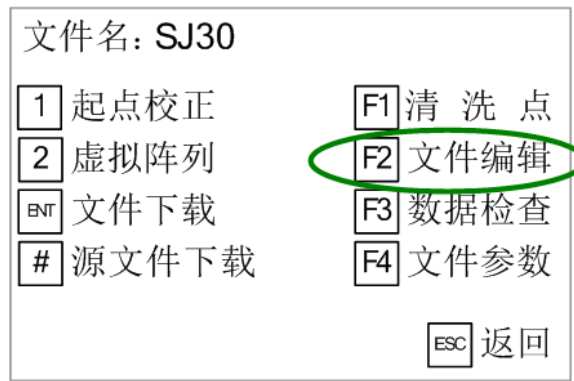 文件名: SJ30
1 起点校正 F1 清 洗 点
2 虚拟阵列 F2 文件编辑
ENT 文件下载 F3 数据检查
# 源文件下载 F4 文件参数
ESC 返回